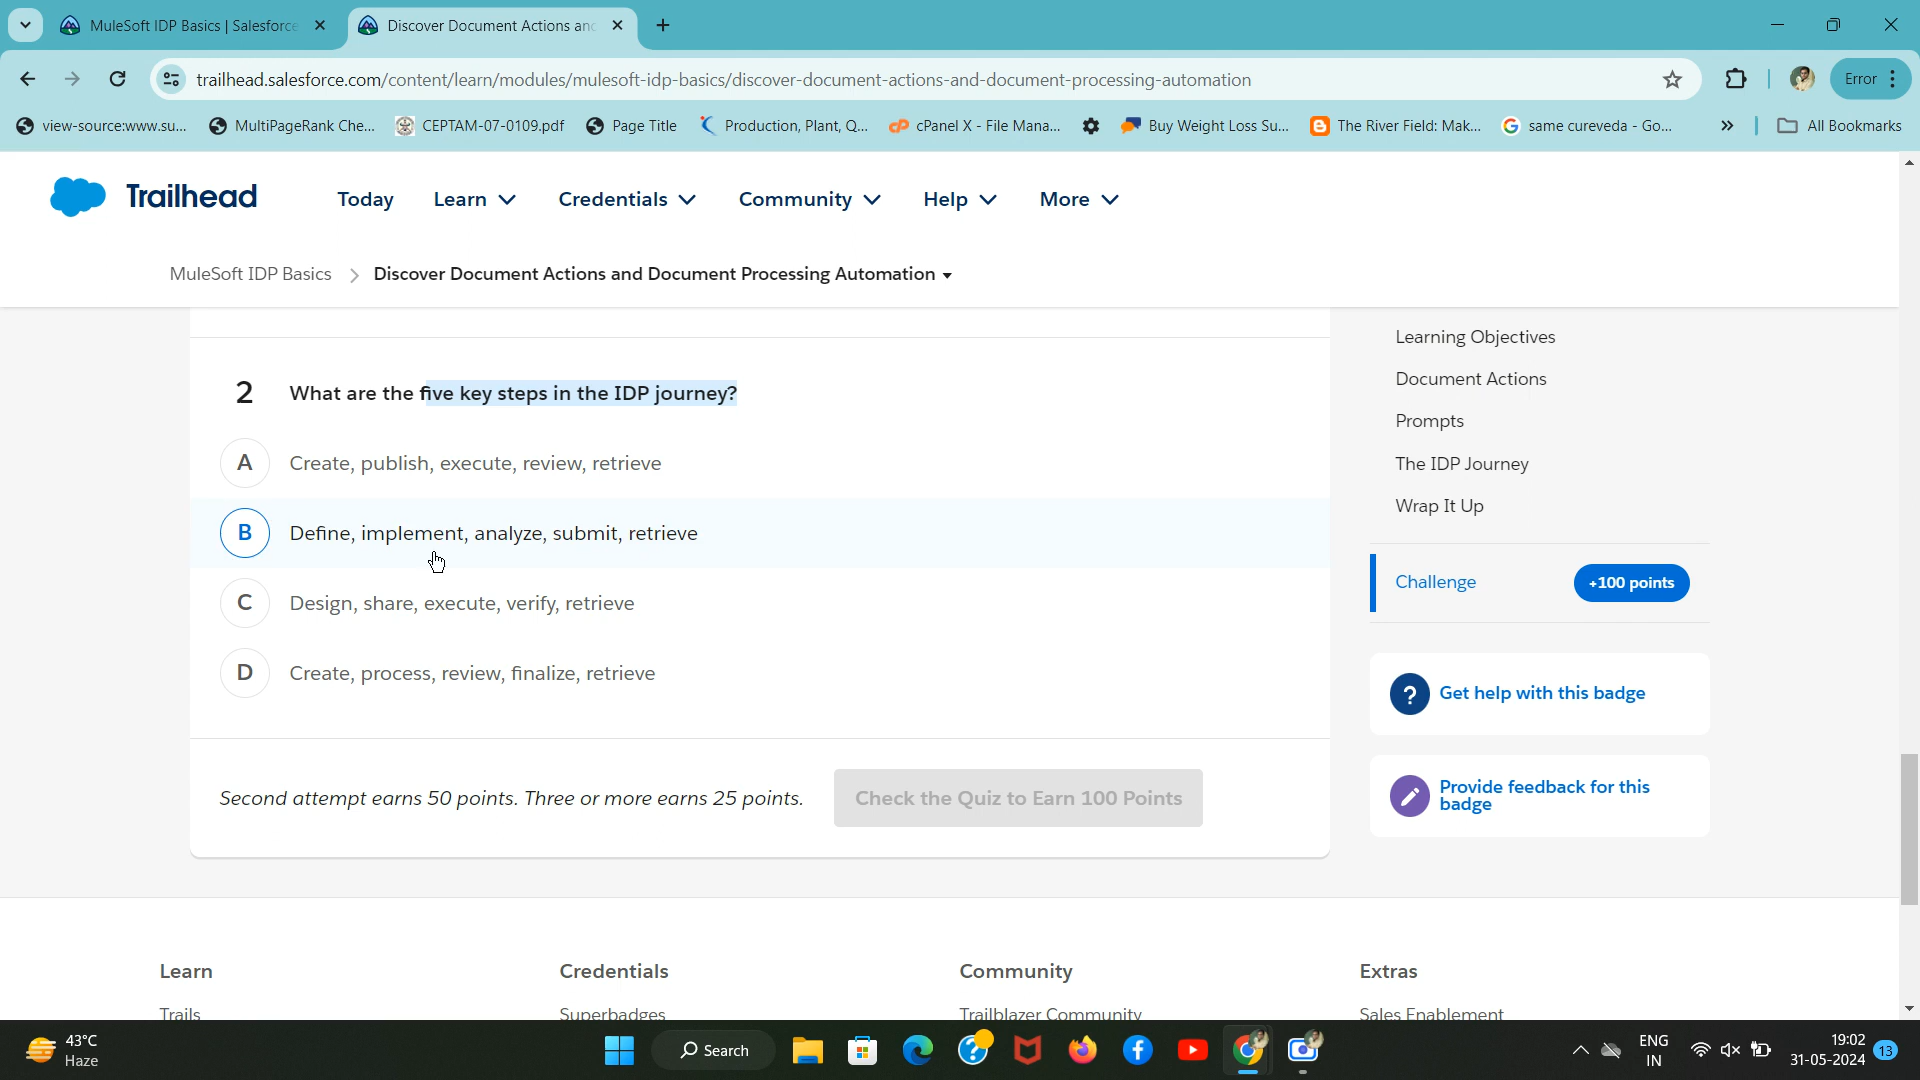 MuleSoft IDP Basics | Salesforce
Discover Document Actions and
trailhead.salesforce.com/content/learn/modules/mulesoft-idp-basics/discover-document-actions-and-document-processing-automation
Error
view-source:www.su...
MultiPageRank Che...
CEPTAM-07-0109.pdf
Page Title
Production, Plant, Q...
cPanel X - File Mana...
Buy Weight Loss Su...
The River Field: Mak...
same cureveda - Go...
All Bookmarks
Trailhead
Today
Learn
Credentials
Community
Help
More
MuleSoft IDP Basics
Discover Document Actions and Document Processing Automation
2 What are the five key steps in the IDP journey?
A Create, publish, execute, review, retrieve
B Define, implement, analyze, submit, retrieve
C Design, share, execute, verify, retrieve
D Create, process, review, finalize, retrieve
Second attempt earns 50 points. Three or more earns 25 points.
Check the Quiz to Earn 100 Points
Learning Objectives
Document Actions
Prompts
The IDP Journey
Wrap It Up
Challenge
+100 points
Get help with this badge
Provide feedback for this
badge
Learn
Credentials
Community
Extras
Trails
Superbadges
Trailblazer Community
Sales Enablement
43°C
Haze
Search
ENG
IN
19:02
31-05-2024
13